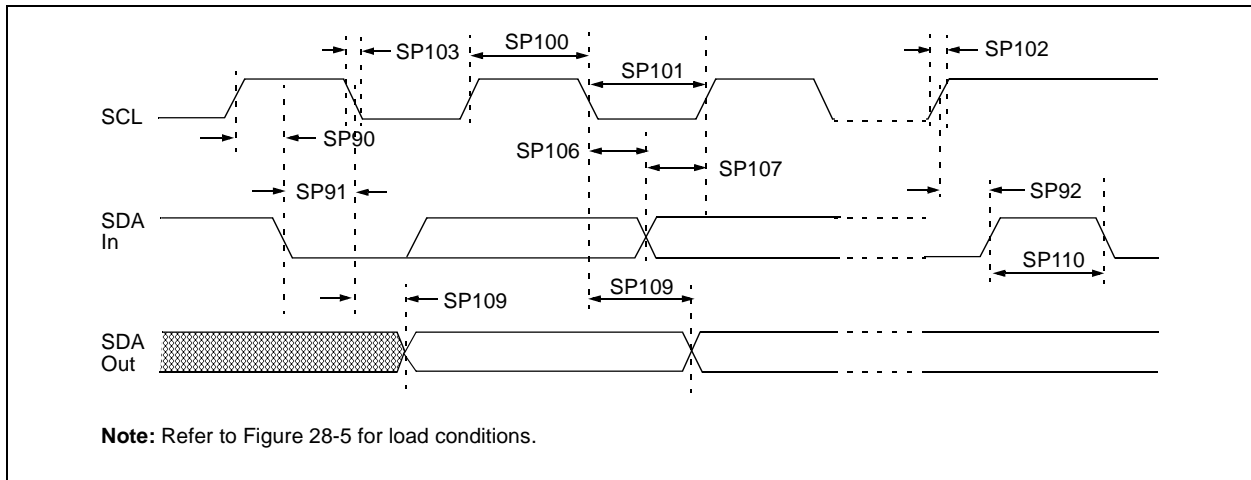 SP103
SP100
SP101
SP102
SCL
SP90
SP106
SP107
SP91
SP92
SDA
In
SP110
SP109
SP109
SDA
Out
Note: Refer to Figure 28-5 for load conditions.